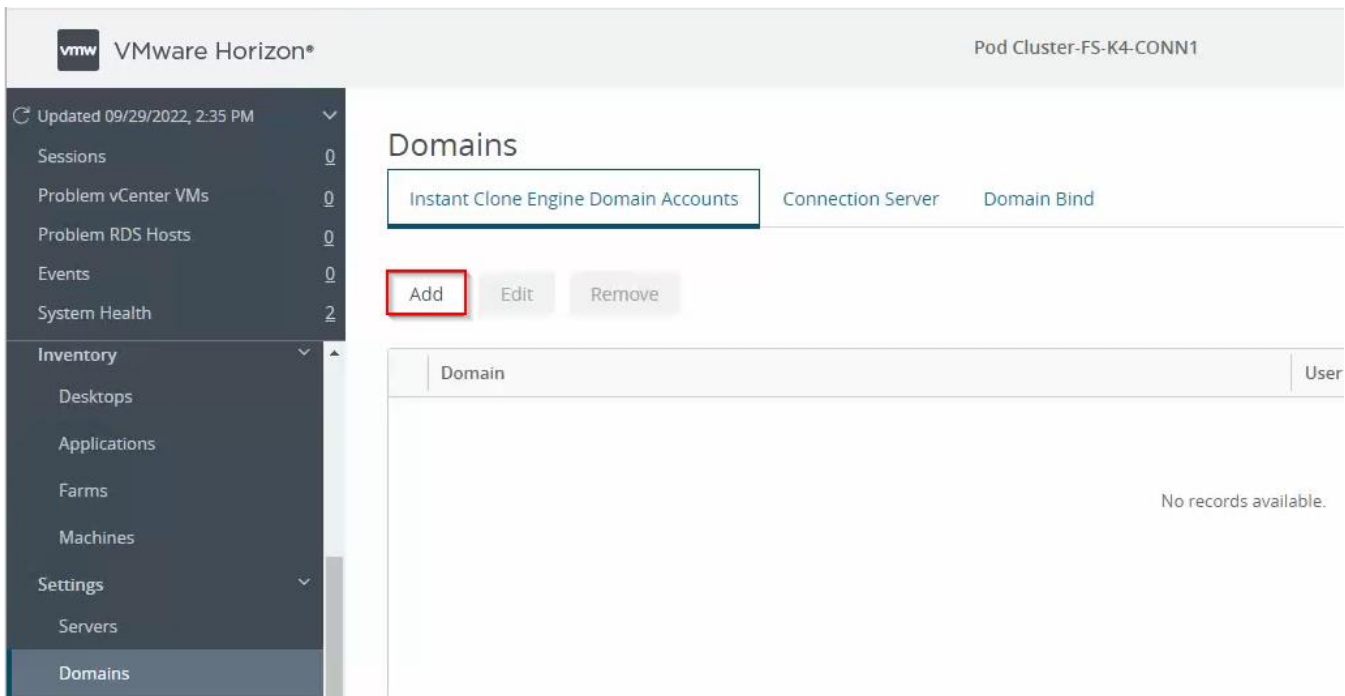 vmw VMware Horizon® Pod Cluster-FS-K4-CONN1
Updated 09/29/2022, 2:35 PM
Sessions 0
Problem vCenter VMs 0
Problem RDS Hosts 0
Events 0
System Health 2
Inventory
Desktops
Applications
Farms
Machines
Settings
Servers
Domains
Domains
Instant Clone Engine Domain Accounts Connection Server Domain Bind
Add Edit Remove
Domain User
No records available.